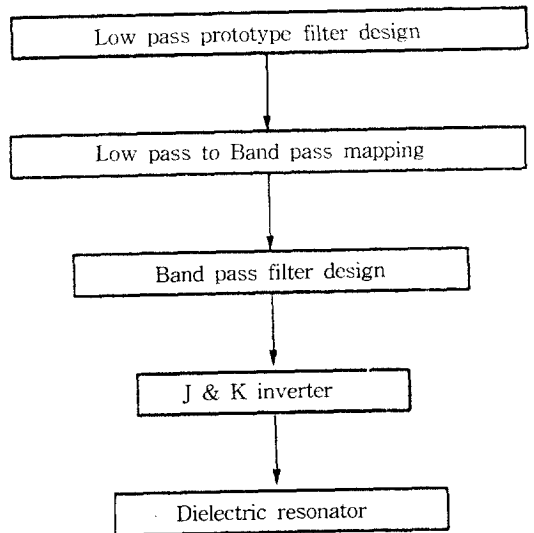 Low pass prototype filter design
Low pass to Band pass mapping
Band pass filter design
J & K inverter
Dielectric resonator